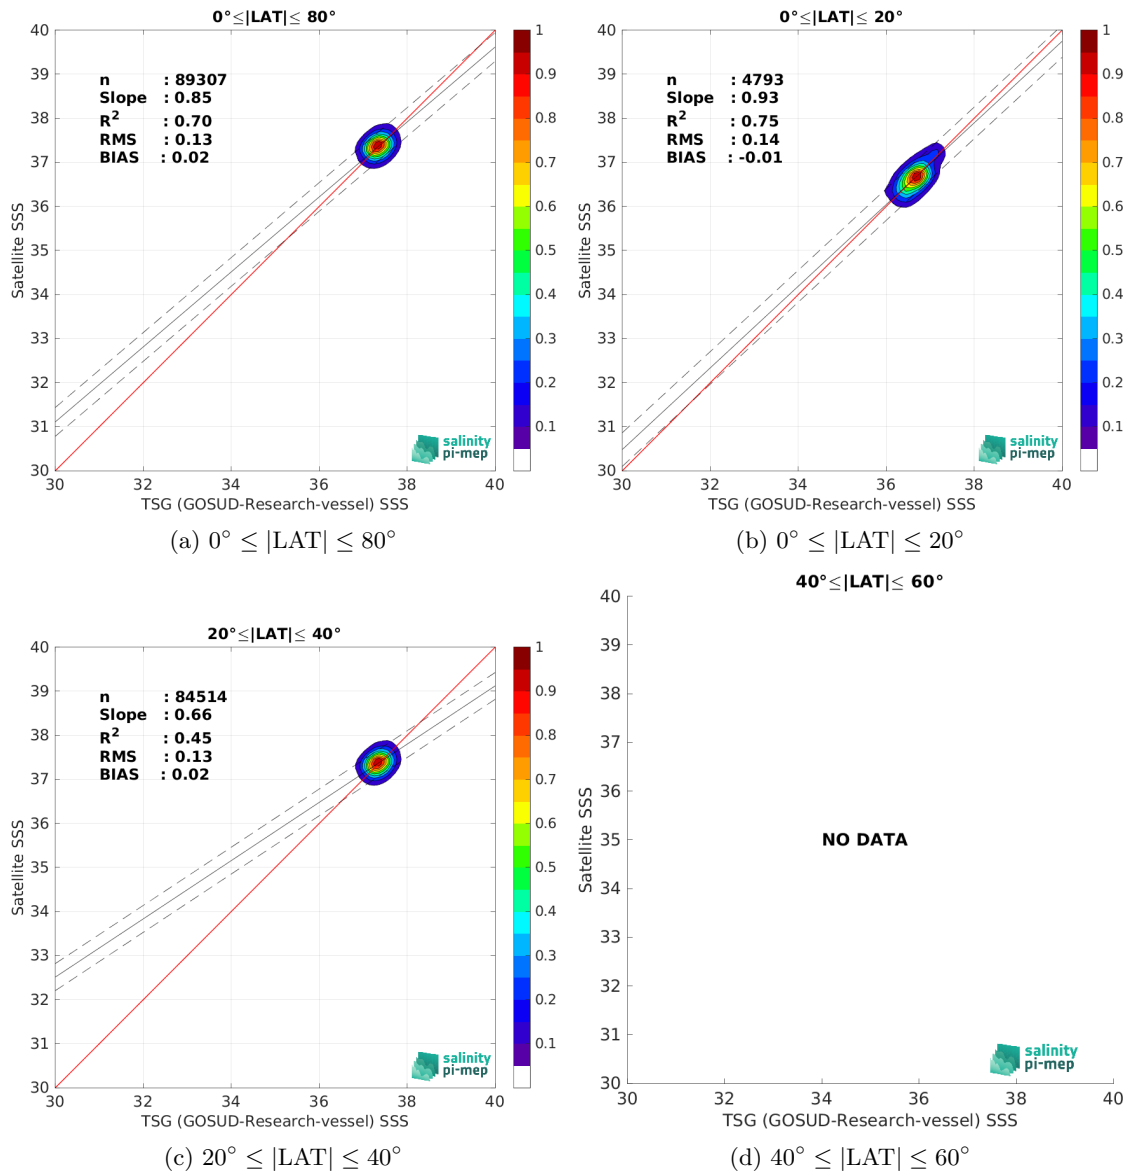 0°≤|LAT|≤ 80°
40
39
38
37
36
35
34
33
32
31
30
n : 89307
Slope : 0.85
R2 : 0.70
RMS : 0.13
BIAS : 0.02
1
0.9
0.8
0.7
0.6
0.5
0.4
0.3
0.2
0.1
Satellite SSS
salinity
pi-mep
30 32 34 36 38 40
TSG (GOSUD-Research-vessel) SSS
(a) 0° ≤ |LAT| ≤ 80°
0°≤|LAT|≤ 20°
40
39
38
37
36
35
34
33
32
31
30
n : 4793
Slope : 0.93
R2 : 0.75
RMS : 0.14
BIAS : -0.01
1
0.9
0.8
0.7
0.6
0.5
0.4
0.3
0.2
0.1
Satellite SSS
salinity
pi-mep
30 32 34 36 38 40
TSG (GOSUD-Research-vessel) SSS
(b) 0° ≤ |LAT| ≤ 20°
20°≤|LAT|≤ 40°
40
39
38
37
36
35
34
33
32
31
30
n : 84514
Slope : 0.66
R2 : 0.45
RMS : 0.13
BIAS : 0.02
1
0.9
0.8
0.7
0.6
0.5
0.4
0.3
0.2
0.1
Satellite SSS
salinity
pi-mep
30 32 34 36 38 40
TSG (GOSUD-Research-vessel) SSS
(c) 20° ≤ |LAT| ≤ 40°
40°≤|LAT|≤ 60°
40
39
38
37
36
35
34
33
32
31
30
NO DATA
Satellite SSS
salinity
pi-mep
30 32 34 36 38 40
TSG (GOSUD-Research-vessel) SSS
(d) 40° ≤ |LAT| ≤ 60°